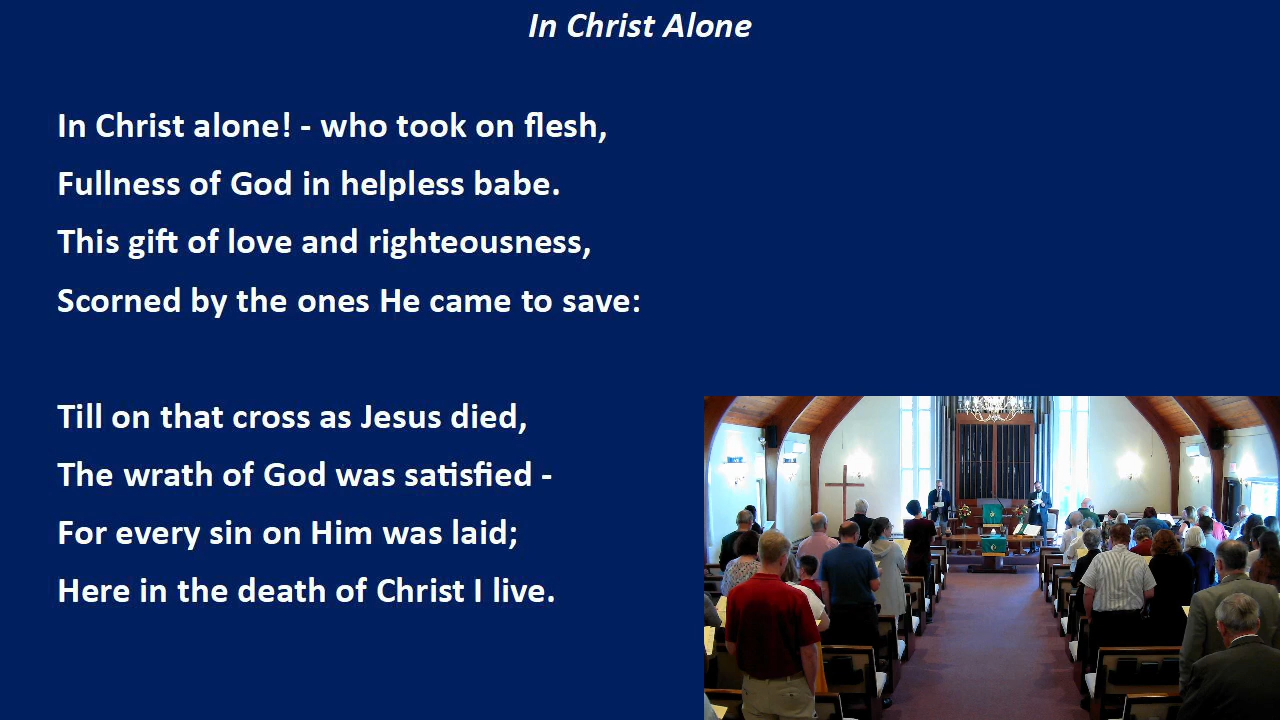 In Christ Alone
In Christ alone! - who took on flesh,
Fullness of God in helpless babe.
This gift of love and righteousness,
Scorned by the ones He came to save:
Till on that cross as Jesus died,
The wrath of God was satisfied -
For every sin on Him was laid;
Here in the death of Christ I live.